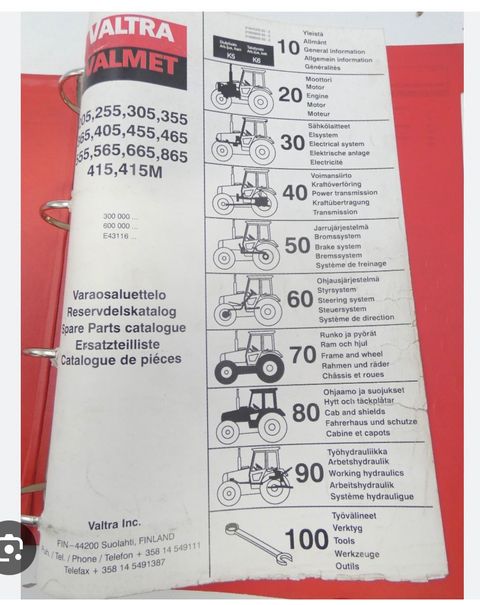 VALTRA
VALMET
05,255,305,355
65,405,455,465
555,565,665,865
415,415M
300 000 ...
600 000 ...
E43116 ...
Varaosaluettelo
Reservdelskatalog
Spare Parts catalogue
Ersatzteilliste
Catalogue de piéces
Valtra Inc.
FIN–44200 Suolahti, FINLAND
Puh. / Tel. / Phone / Telefon + 358 14 549111
Telefax + 358 14 5491387
K5
K6
10
Yleistä
Allmänt
General information
Allgemein information
Généralités
20
Moottori
Motor
Engine
Motor
Moteur
30
Sähkölaitteet
Elsystem
Electrical system
Elektrische anlage
Electricité
40
Voimansiirto
Kraftöverföring
Power transmission
Kraftübertragung
Transmission
50
Jarrujärjestelmä
Bromssystem
Brake system
Bremssystem
Système de freinage
60
Ohjausjärjestelmä
Styrsystem
Steering system
Steuersystem
Système de direction
70
Runko ja pyörät
Ram och hjul
Frame and wheel
Rahmen und räder
Châssis et roues
80
Ohjaamo ja suojukset
Hytt och täckplåtar
Cab and shields
Fahrerhaus und schutze
Cabine et capots
90
Työhydrauliikka
Arbetshydraulik
Working hydraulics
Arbeitshydraulik
Système hydrauligue
100
Työvälineet
Verktyg
Tools
Werkzeuge
Outils